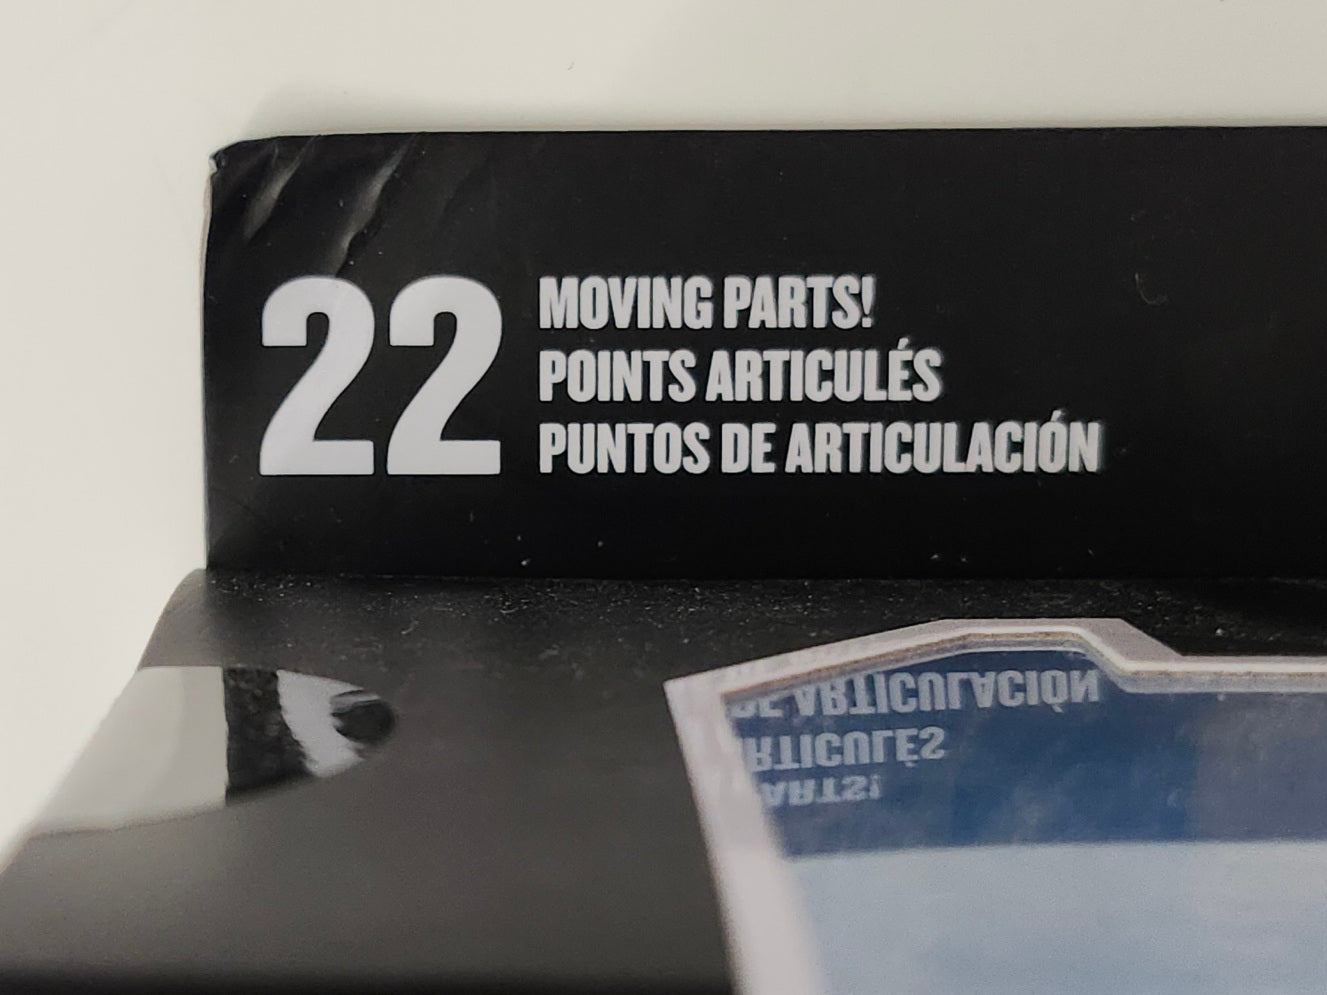 22
MOVING PARTS!
POINTS ARTICULÉS
PUNTOS DE ARTICULACIÓN